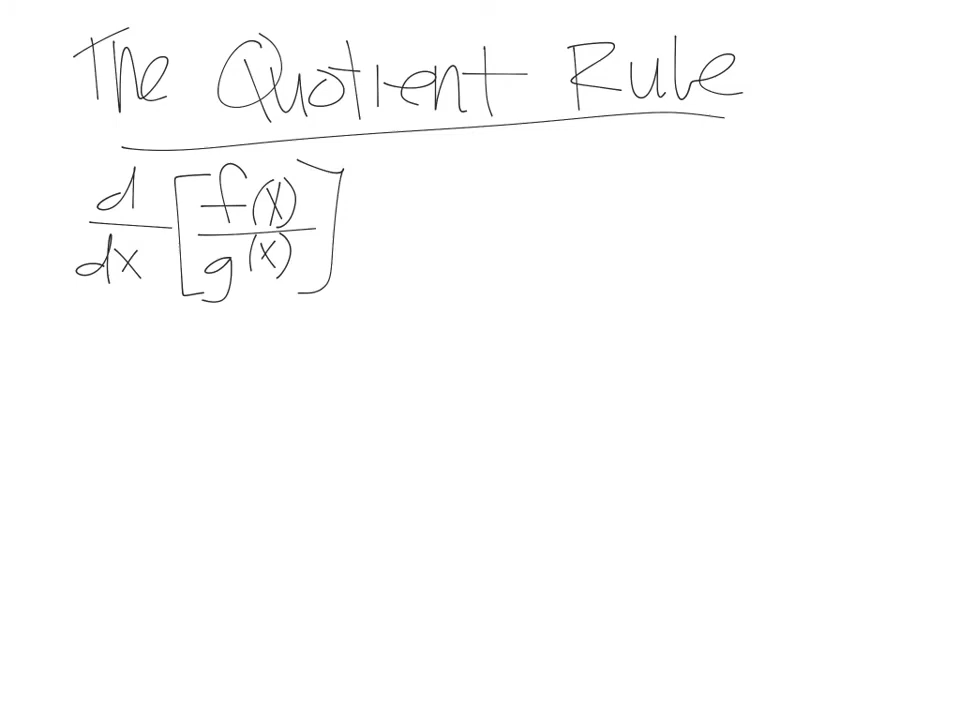 The Quotient Rule
d/dx [f(x)/g(x)]